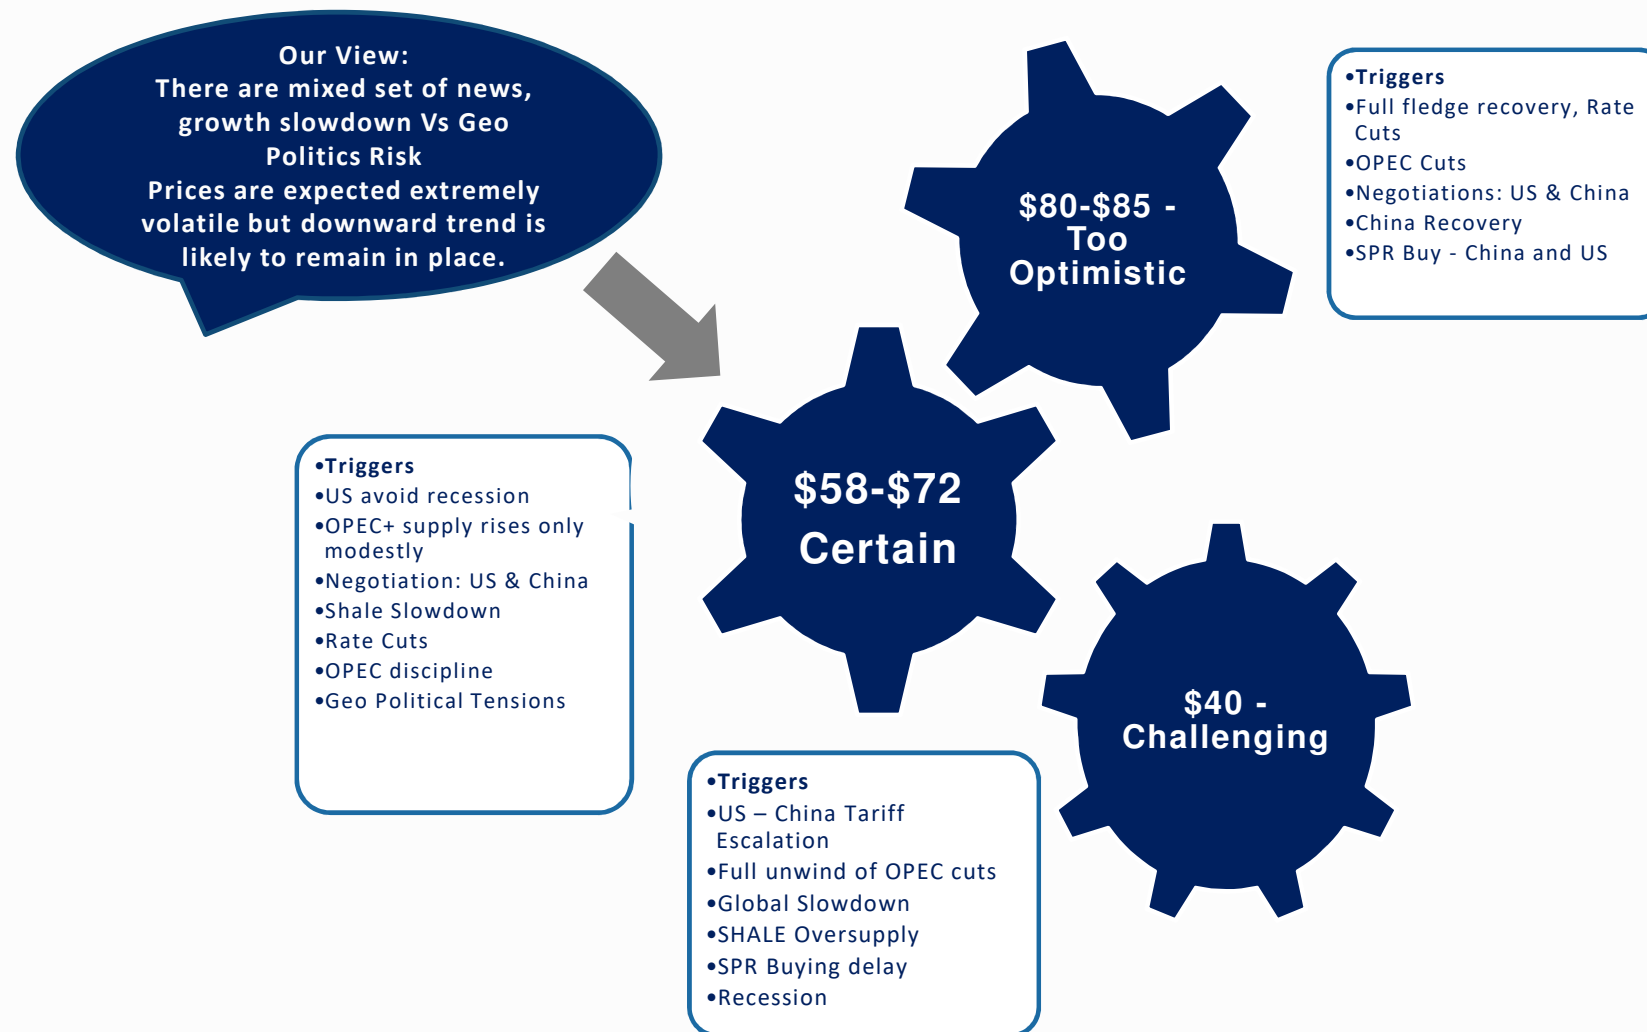 Our View:
There are mixed set of news,
growth slowdown Vs Geo
Politics Risk
Prices are expected extremely
volatile but downward trend is
likely to remain in place.
$80-$85 -
Too
Optimistic
•Triggers
•Full fledge recovery, Rate
Cuts
•OPEC Cuts
•Negotiations: US & China
•China Recovery
•SPR Buy - China and US
$58-$72
Certain
•Triggers
•US avoid recession
•OPEC+ supply rises only
modestly
•Negotiation: US & China
•Shale Slowdown
•Rate Cuts
•OPEC discipline
•Geo Political Tensions
$40 -
Challenging
•Triggers
•US – China Tariff
Escalation
•Full unwind of OPEC cuts
•Global Slowdown
•SHALE Oversupply
•SPR Buying delay
•Recession